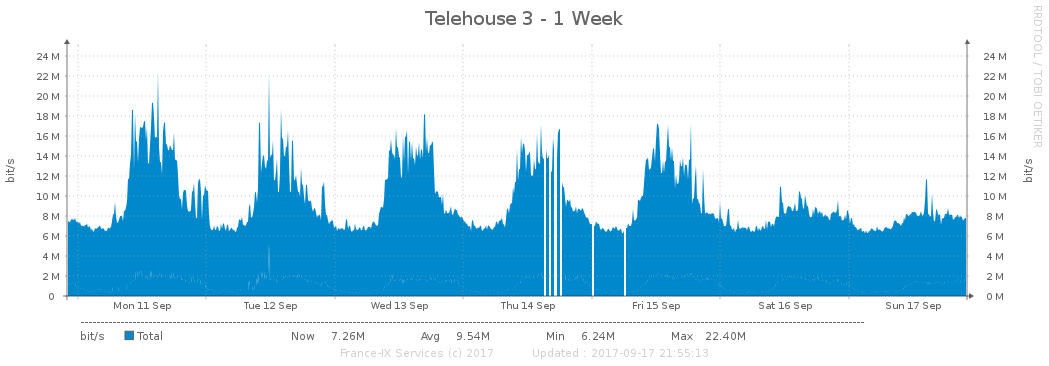 Telehouse 3 - 1 Week
RRDTOOL / TOBI OETIKER
bit/s
24 M 24 M
22 M 22 M
20 M 20 M
18 M 18 M
16 M 16 M
14 M 14 M
12 M 12 M
10 M 10 M
8 M 8 M
6 M 6 M
4 M 4 M
2 M 2 M
0 0 M
bit/s
Mon 11 Sep Tue 12 Sep Wed 13 Sep Thu 14 Sep Fri 15 Sep Sat 16 Sep Sun 17 Sep
bit/s Total Now 7.26M Avg 9.54M Min 6.24M Max 22.40M
France-IX Services (c) 2017 Updated : 2017-09-17 21:55:13